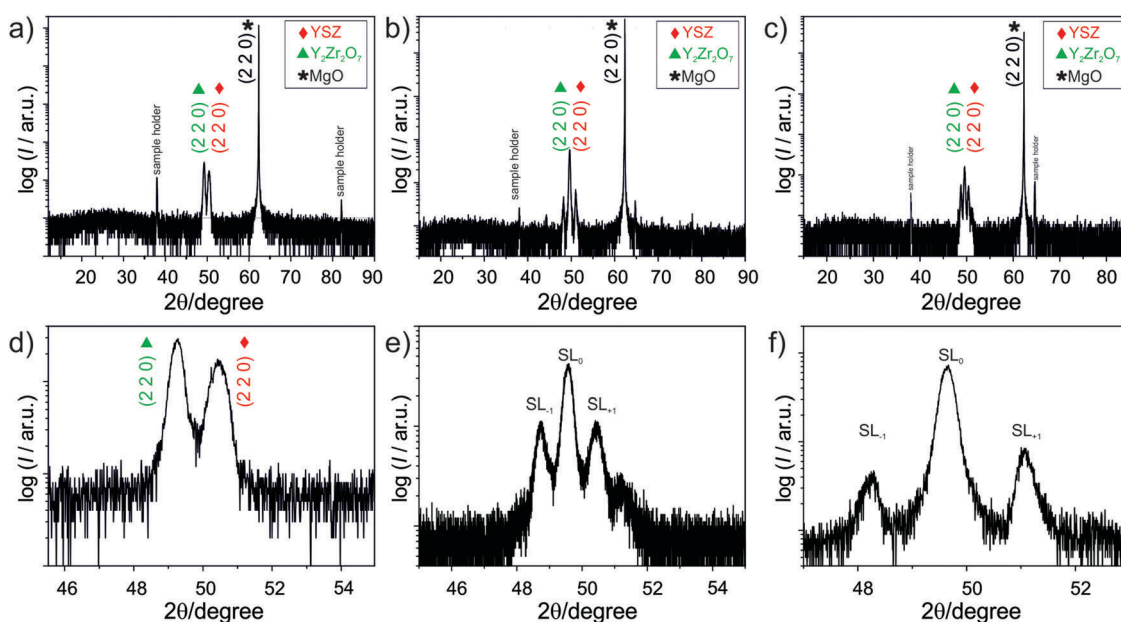 a)
log (I / ar.u.)
sample holder
(2 2 0)
(2 2 0)
(2 2 0)
*
♦ YSZ
▲ Y₂Zr₂O₇
* MgO
sample holder
20 30 40 50 60 70 80 90
2θ/degree
b)
log (I / ar.u.)
sample holder
(2 2 0)
(2 2 0)
(2 2 0)
*
♦ YSZ
▲ Y₂Zr₂O₇
* MgO
20 30 40 50 60 70 80 90
2θ/degree
c)
log (I / ar.u.)
sample holder
(2 2 0)
(2 2 0)
(2 2 0)
*
♦ YSZ
▲ Y₂Zr₂O₇
* MgO
sample holder
20 30 40 50 60 70 80
2θ/degree
d)
log (I / ar.u.)
(2 2 0)
(2 2 0)
46 48 50 52 54
2θ/degree
e)
log (I / ar.u.)
SL₋₁
SL₀
SL₊₁
46 48 50 52 54
2θ/degree
f)
log (I / ar.u.)
SL₋₁
SL₀
SL₊₁
48 50 52
2θ/degree